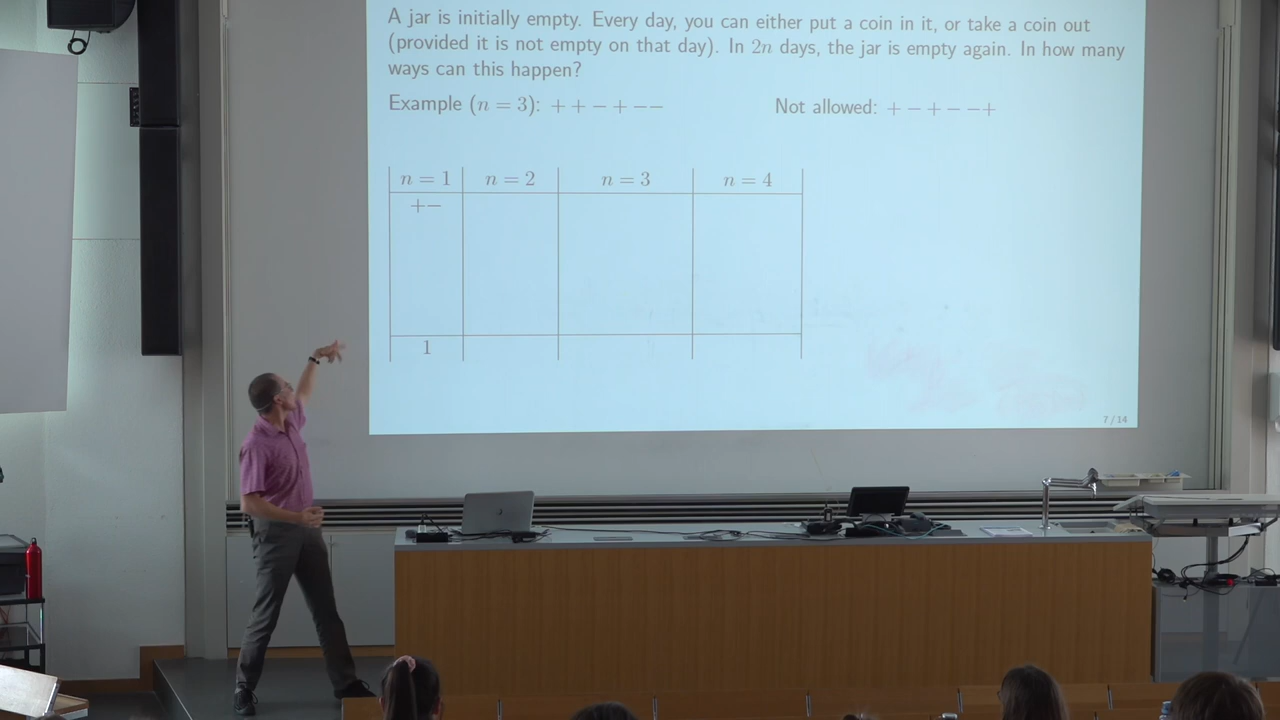 A jar is initially empty. Every day, you can either put a coin in it, or take a coin out
(provided it is not empty on that day). In 2n days, the jar is empty again. In how many
ways can this happen?
Example (n = 3): + + − + − − Not allowed: + − + − − +
n = 1 n = 2 n = 3 n = 4
+−
1
7 / 14